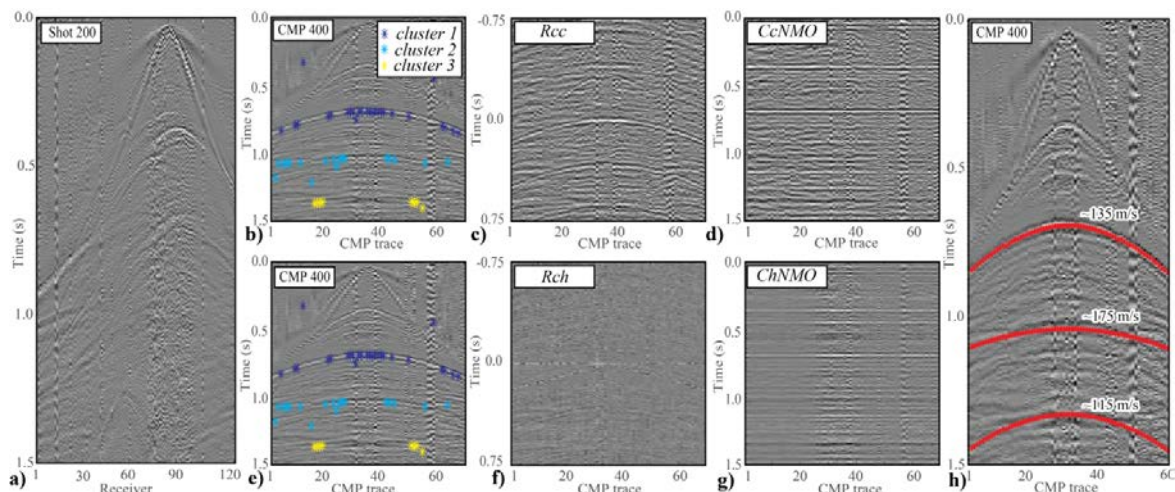 Shot 200
0.5
1.0
1.5
Time (s)
1 30 60 90 120
Receiver
a)
CMP 400
cluster 1
cluster 2
cluster 3
0.0
0.5
1.0
1.5
Time (s)
1 20 40 60
CMP trace
b)
Rcc
-0.75
0.0
0.75
Time (s)
1 20 40 60
CMP trace
c)
CcNMO
0.0
0.5
1.0
1.5
Time (s)
1 20 40 60
CMP trace
d)
CMP 400
0.0
0.5
1.0
1.5
Time (s)
1 20 40 60
CMP trace
e)
Rch
-0.75
0.0
0.75
Time (s)
1 20 40 60
CMP trace
f)
ChNMO
0.0
0.5
1.0
1.5
Time (s)
1 20 40 60
CMP trace
g)
CMP 400
0.0
0.5
1.0
1.5
Time (s)
~135 m/s
~175 m/s
~115 m/s
1 20 40 60
CMP trace
h)